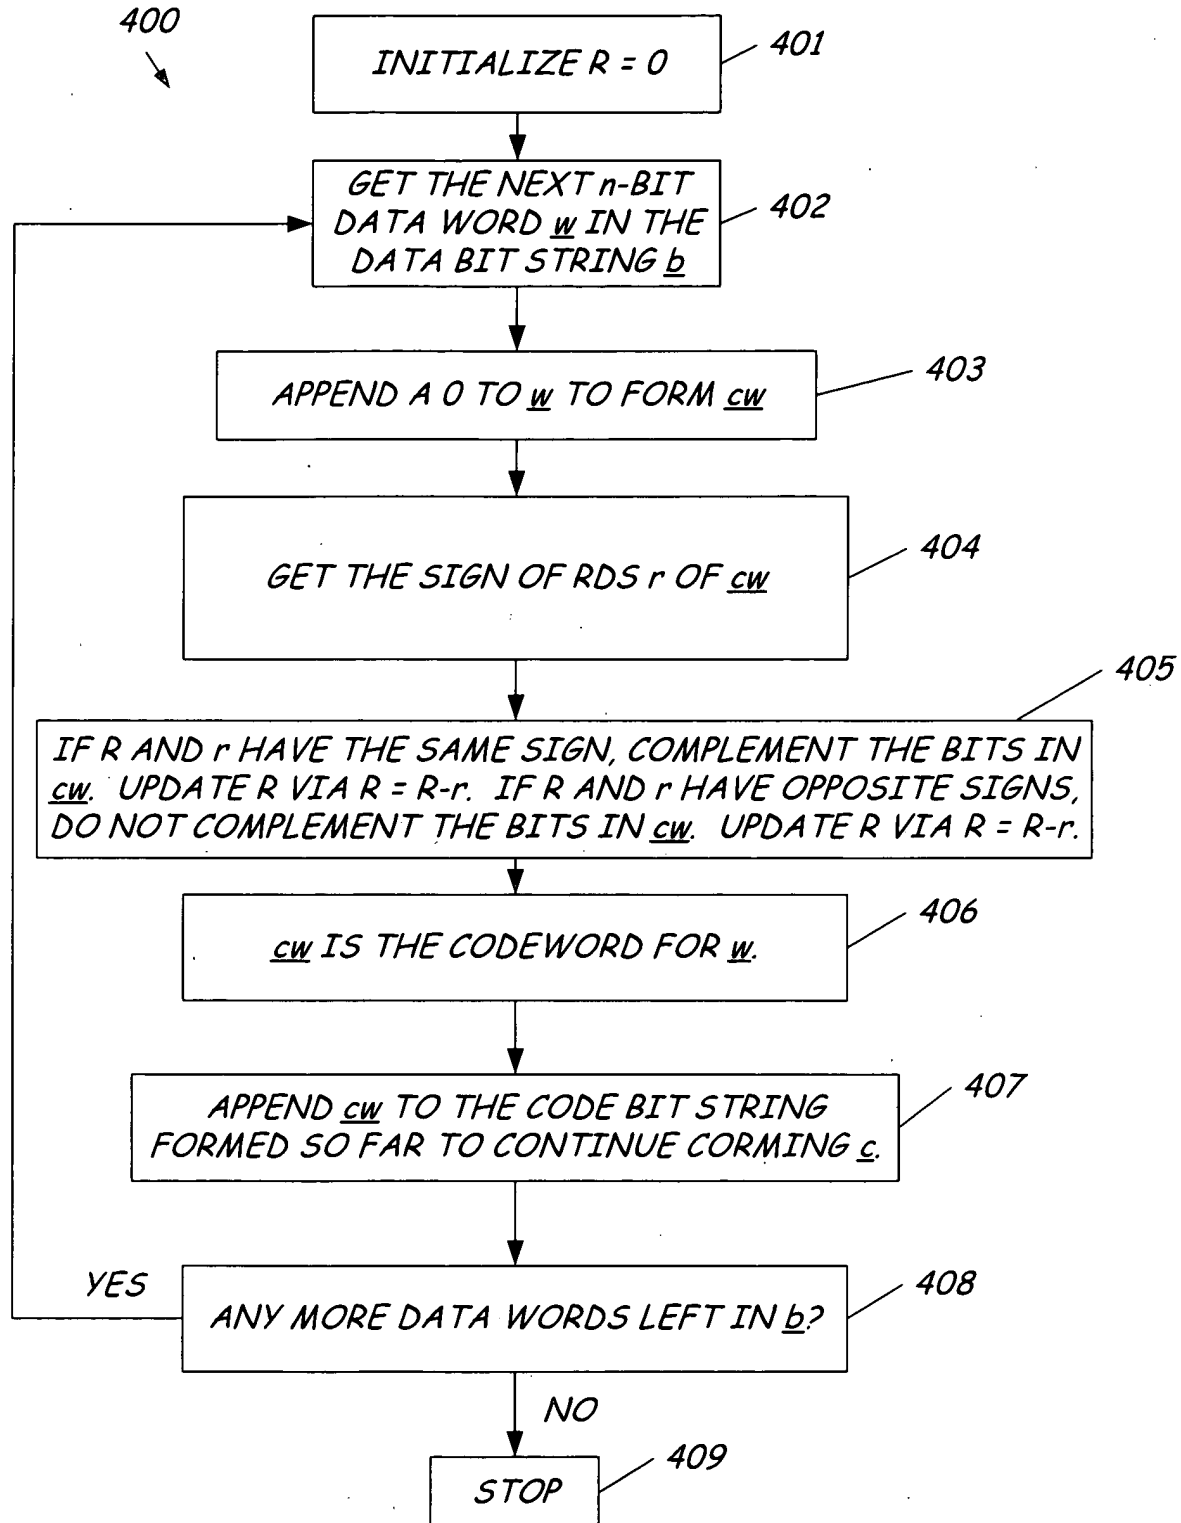 400
INITIALIZE R = 0
401
GET THE NEXT n-BIT
DATA WORD w IN THE
DATA BIT STRING b
402
APPEND A 0 TO w TO FORM cw
403
GET THE SIGN OF RDS r OF cw
404
405
IF R AND r HAVE THE SAME SIGN, COMPLEMENT THE BITS IN
cw. UPDATE R VIA R = R-r. IF R AND r HAVE OPPOSITE SIGNS,
DO NOT COMPLEMENT THE BITS IN cw. UPDATE R VIA R = R-r.
cw IS THE CODEWORD FOR w.
406
APPEND cw TO THE CODE BIT STRING
FORMED SO FAR TO CONTINUE CORMING c.
407
YES
ANY MORE DATA WORDS LEFT IN b?
408
NO
STOP
409